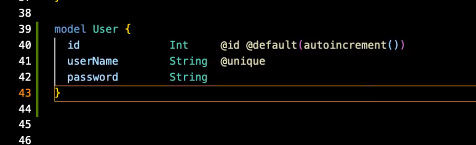 38
39 model User {
40 id Int @id @default(autoincrement())
41 userName String @unique
42 password String
43 }
44
45
46